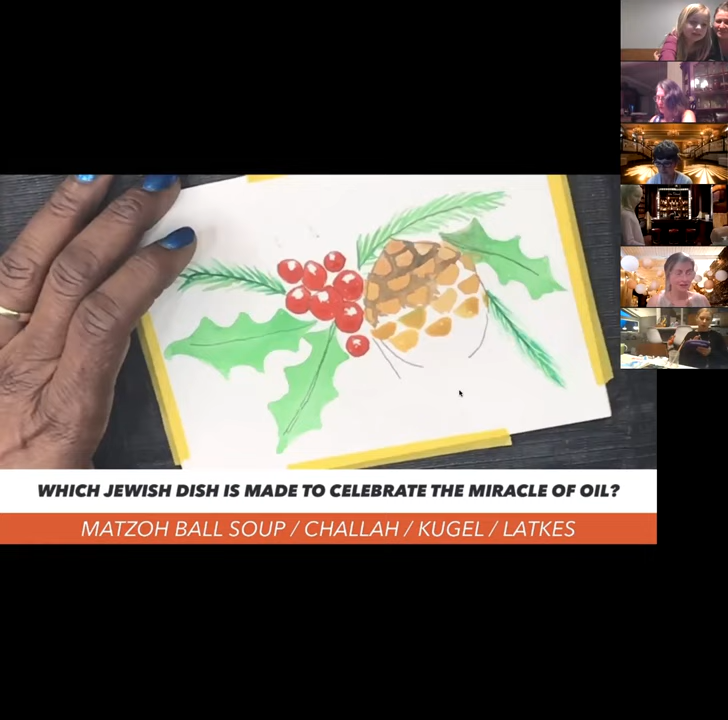 WHICH JEWISH DISH IS MADE TO CELEBRATE THE MIRACLE OF OIL?
MATZOH BALL SOUP / CHALLAH / KUGEL / LATKES